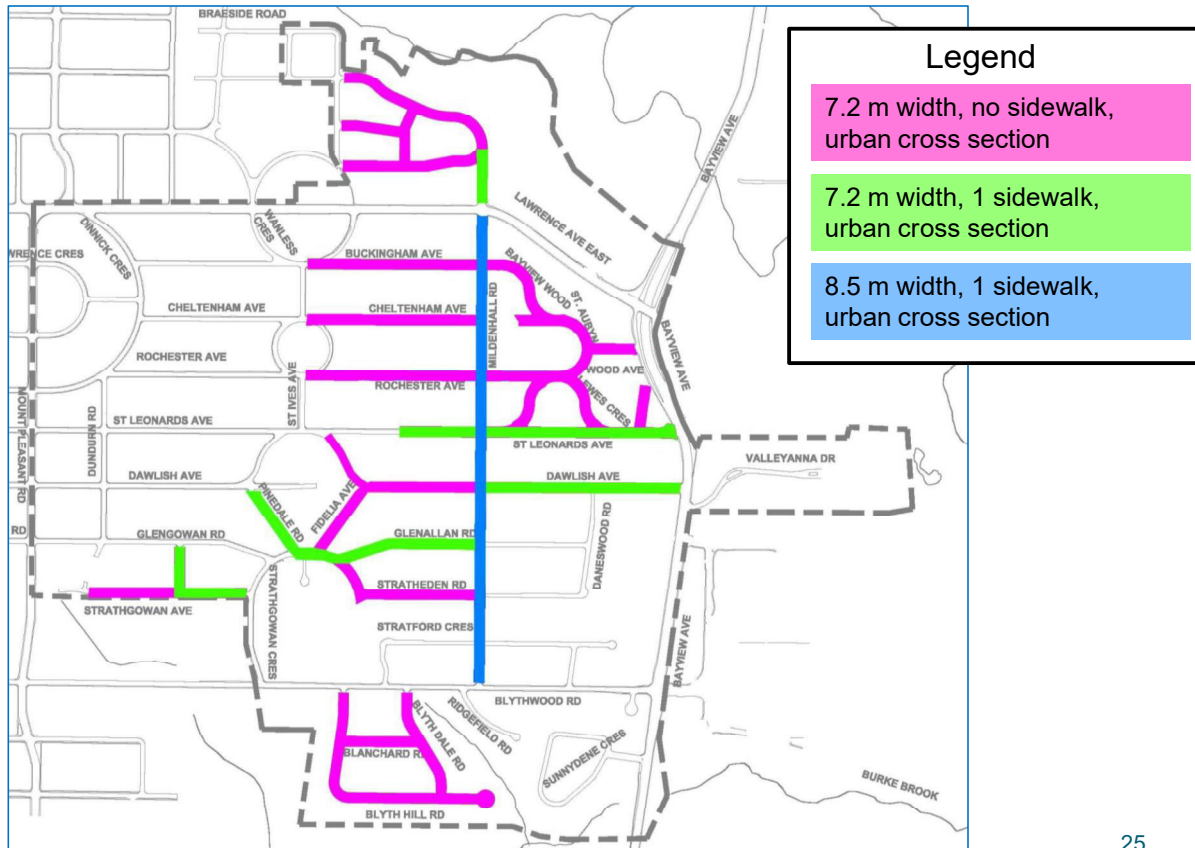 BRAESIDE ROAD
Legend
7.2 m width, no sidewalk,
urban cross section
7.2 m width, 1 sidewalk,
urban cross section
8.5 m width, 1 sidewalk,
urban cross section
BAYVIEW AVE
LAWRENCE AVE EAST
DINNICK CRES
WANLESS
CRES
WRENCE CRES
BUCKINGHAM AVE
BAYVIEW WOOD
ST. AUBYN
CHELTENHAM AVE
CHELTENHAM AVE
MILDENHALL RD
BAYVIEW AVE
ROCHESTER AVE
ST IVES AVE
ROCHESTER AVE
WOOD AVE
LEWES CRES
MOUNT PLEASANT RD
DUNDURN RD
ST LEONARDS AVE
ST LEONARDS AVE
VALLEYANNA DR
DAWLISH AVE
DAWLISH AVE
PINEDALE RD
FIDELIA AVE
RD
GLENGOWAN RD
GLENALLAN RD
DANESWOOD RD
STRATHEDEN RD
STRATHGOWAN AVE
STRATHGOWAN CRES
STRATFORD CRES
BAYVIEW AVE
BLYTHWOOD RD
BLYTH DALE RD
RIDGEFIELD RD
BLANCHARD R
SUNNYDENE CRES
BURKE BROOK
BLYTH HILL RD
25